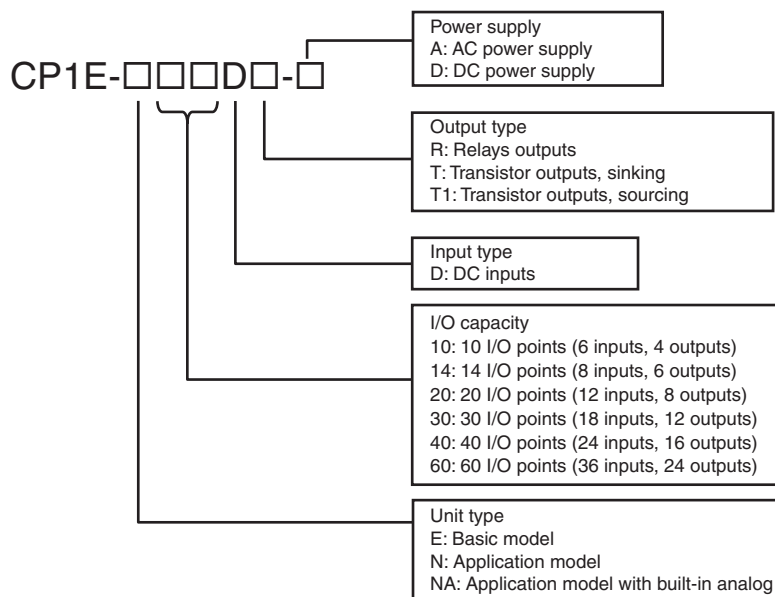 CP1E-□□□D□-□
Power supply
A: AC power supply
D: DC power supply
Output type
R: Relays outputs
T: Transistor outputs, sinking
T1: Transistor outputs, sourcing
Input type
D: DC inputs
I/O capacity
10: 10 I/O points (6 inputs, 4 outputs)
14: 14 I/O points (8 inputs, 6 outputs)
20: 20 I/O points (12 inputs, 8 outputs)
30: 30 I/O points (18 inputs, 12 outputs)
40: 40 I/O points (24 inputs, 16 outputs)
60: 60 I/O points (36 inputs, 24 outputs)
Unit type
E: Basic model
N: Application model
NA: Application model with built-in analog